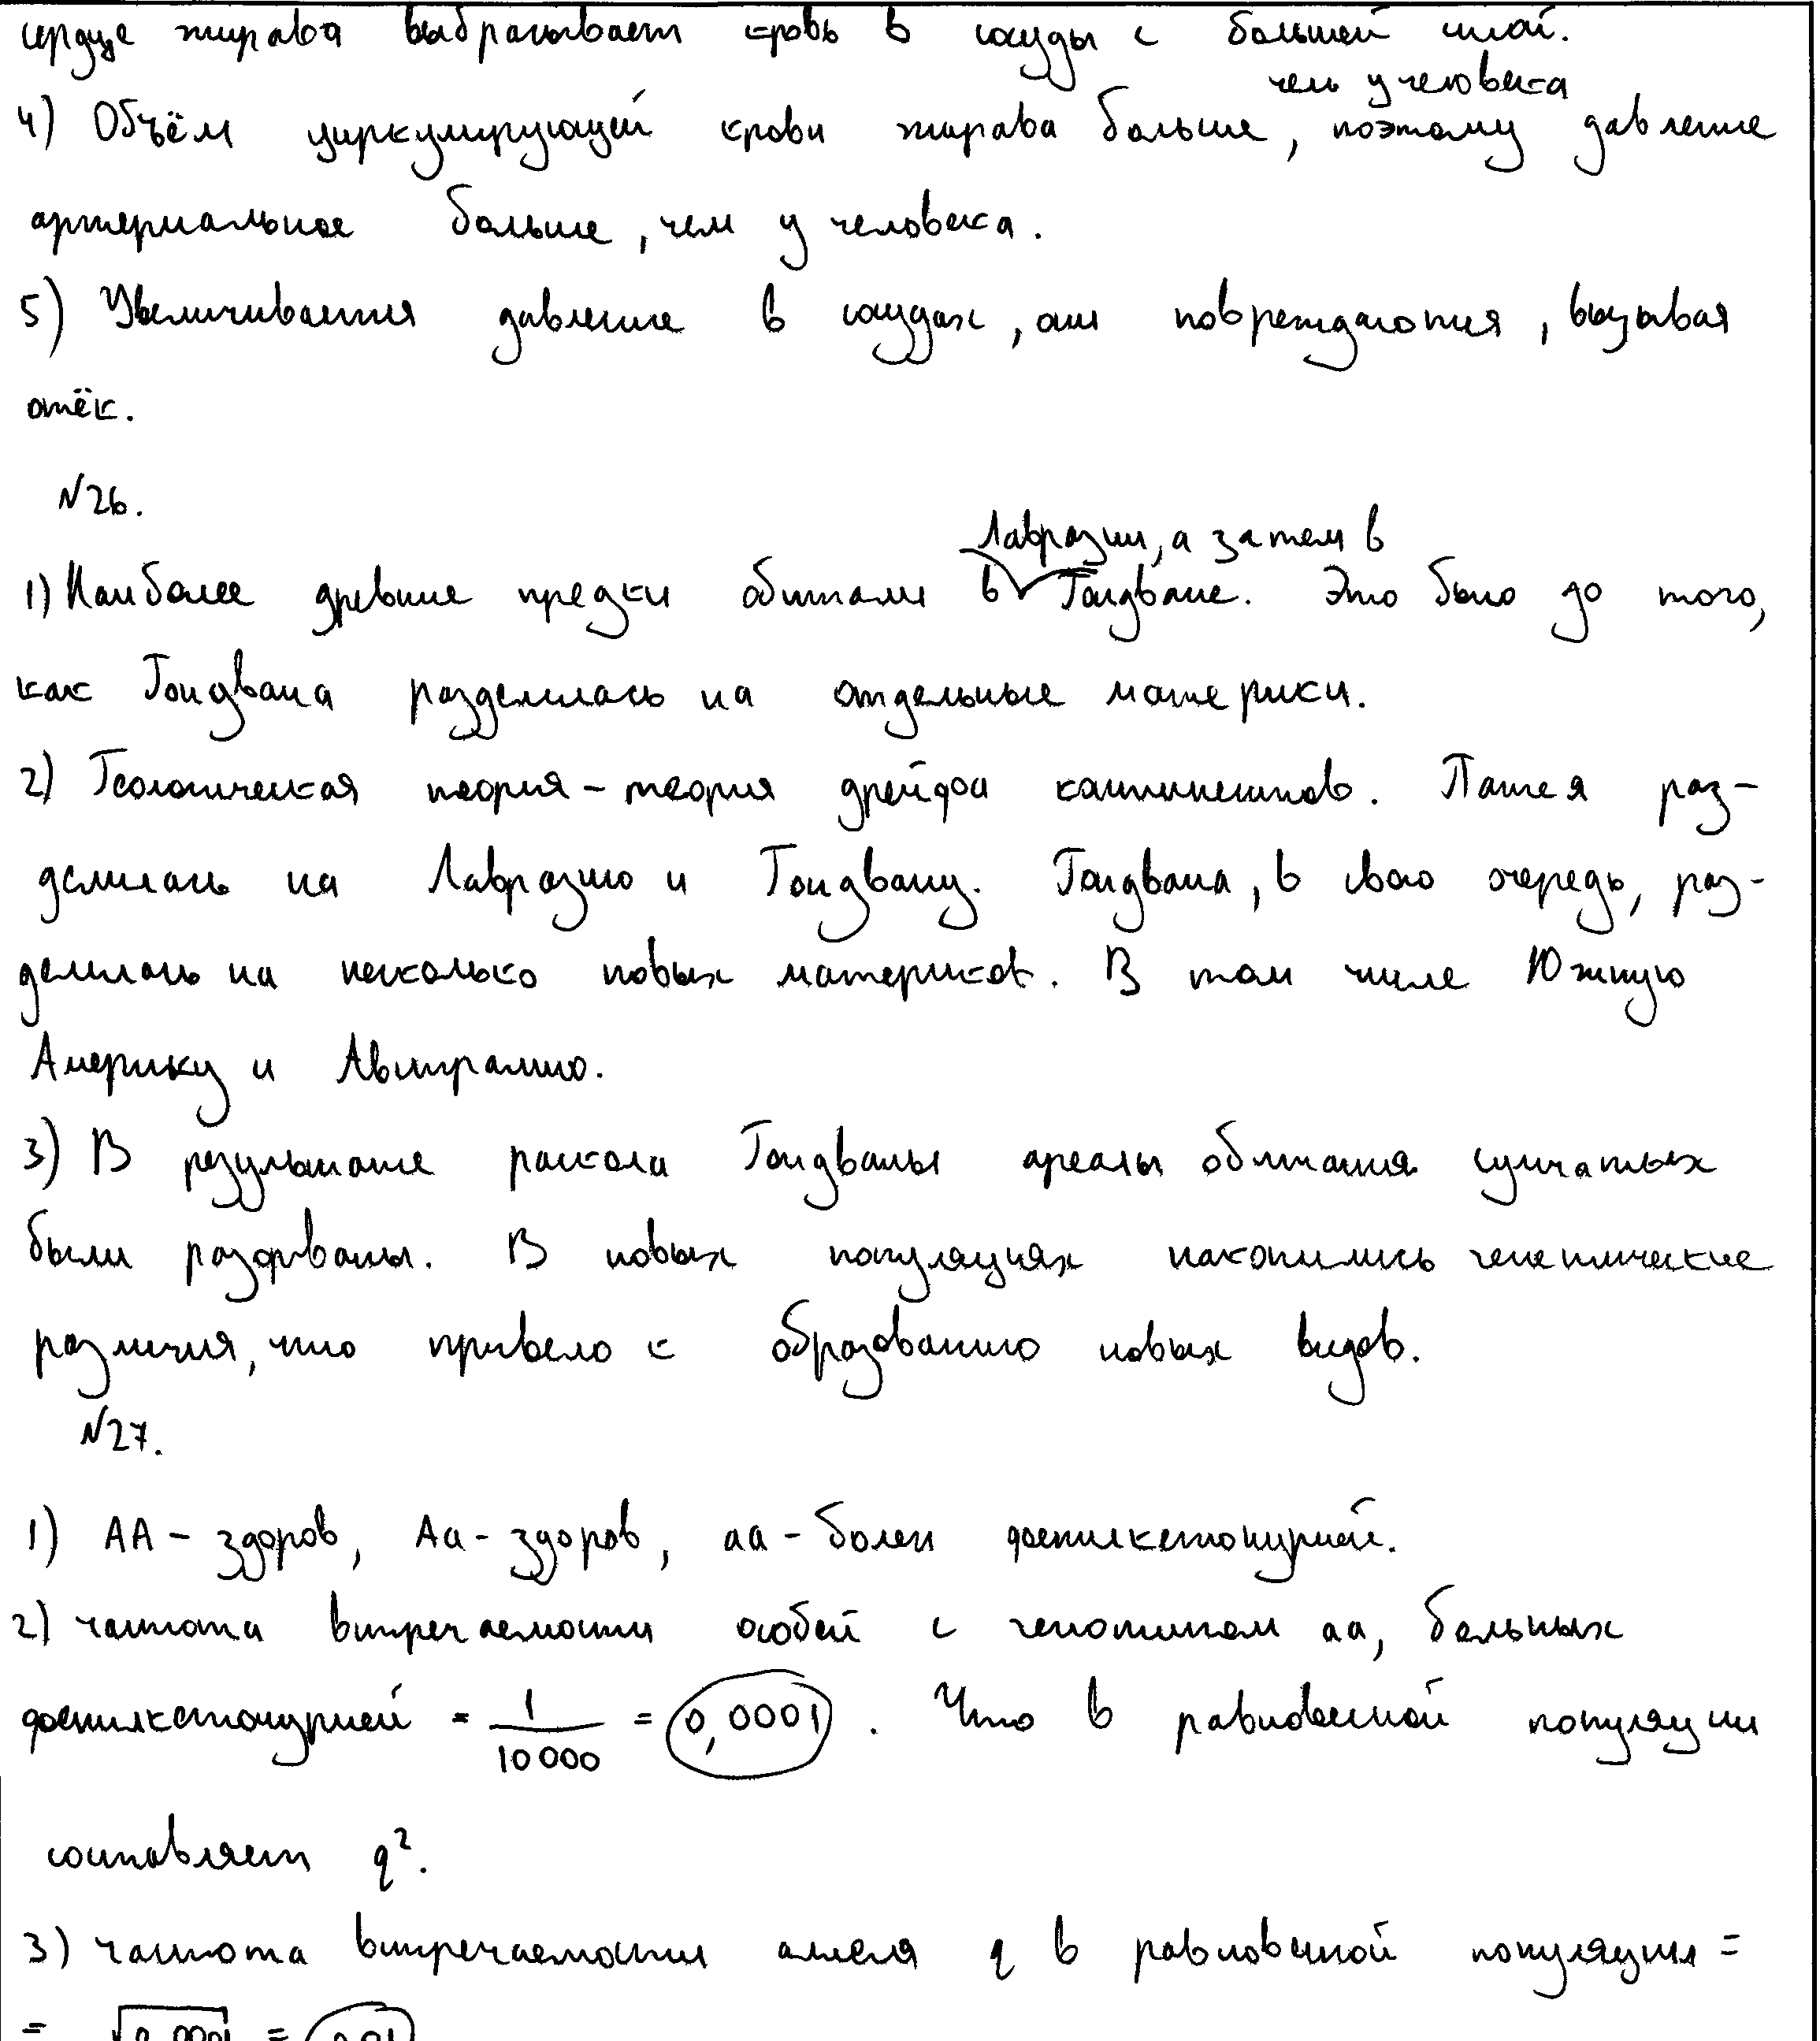 сердце жирафа выбрасывает кровь в сосуды с большей силой.
чем у человека
4) Объём циркулирующей крови жирафа больше, поэтому давление
артериальное больше, чем у человека.
5) Увеличивается давление в сосудах, они повреждаются, вызывая
отёк.
№26.
Лавразии, а затем в
1) Наиболее древние предки обитали в Гондване. Это было до того,
как Гондвана разделилась на отдельные материки.
2) Геологическая теория - теория дрейфа континентов. Пангея раз-
делилась на Лавразию и Гондвану. Гондвана, в свою очередь, раз-
делилась на несколько новых материков. В том числе Южную
Америку и Австралию.
3) В результате раскола Гондваны ареалы обитания сумчатых
были разорваны. В новых популяциях накопились генетические
различия, что привело к образованию новых видов.
№27.
1) АА - здоров, Аа - здоров, аа - болен фенилкетонурией.
2) частота встречаемости особей с генотипом аа, больных
фенилкетонурией = 1/10000 = 0,0001. Что в равновесной популяции
составляет q².
3) частота встречаемости аллеля q в равновесной популяции =
= √0,0001 = 0,01